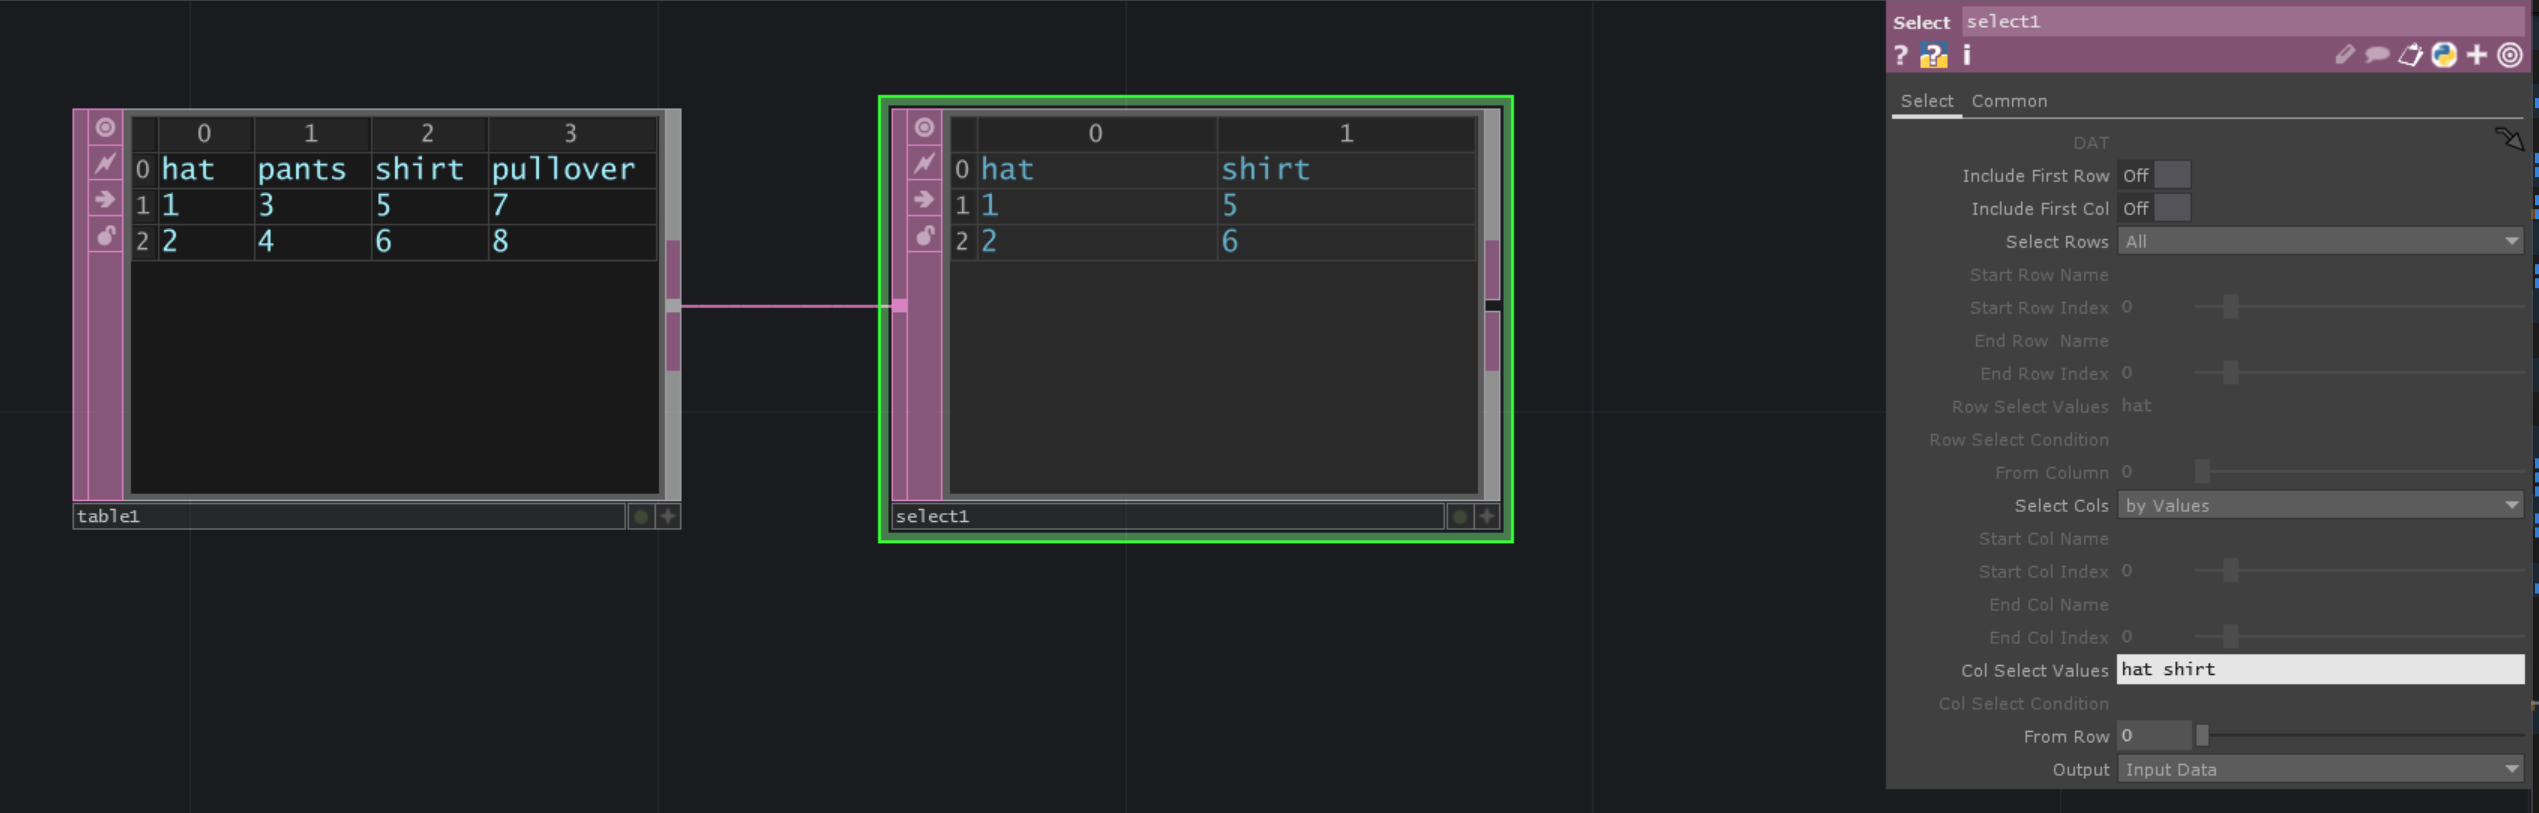 0 1 2 3
0 hat pants shirt pullover
1 1 3 5 7
2 2 4 6 8
table1
0 1
0 hat shirt
1 1 5
2 2 6
select1
Select select1
? ? i
Select Common
DAT
Include First Row Off
Include First Col Off
Select Rows All
Start Row Name
Start Row Index 0
End Row Name
End Row Index 0
Row Select Values hat
Row Select Condition
From Column 0
Select Cols by Values
Start Col Name
Start Col Index 0
End Col Name
End Col Index 0
Col Select Values hat shirt
Col Select Condition
From Row 0
Output Input Data